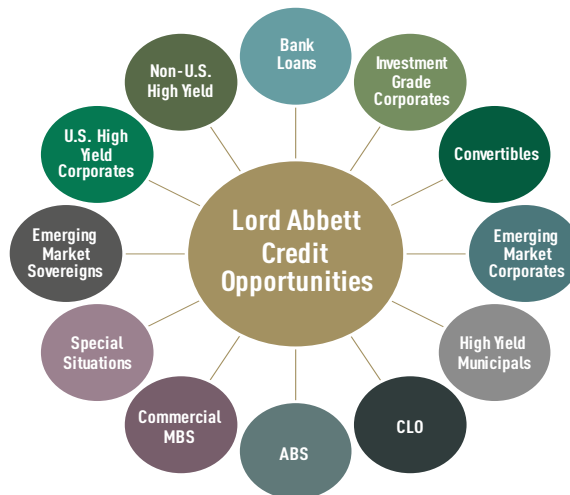 Bank
Loans
Investment
Grade
Corporates
Convertibles
Emerging
Market
Corporates
High Yield
Municipals
CLO
ABS
Commercial
MBS
Special
Situations
Emerging
Market
Sovereigns
U.S. High
Yield
Corporates
Non-U.S.
High Yield
Lord Abbett
Credit
Opportunities